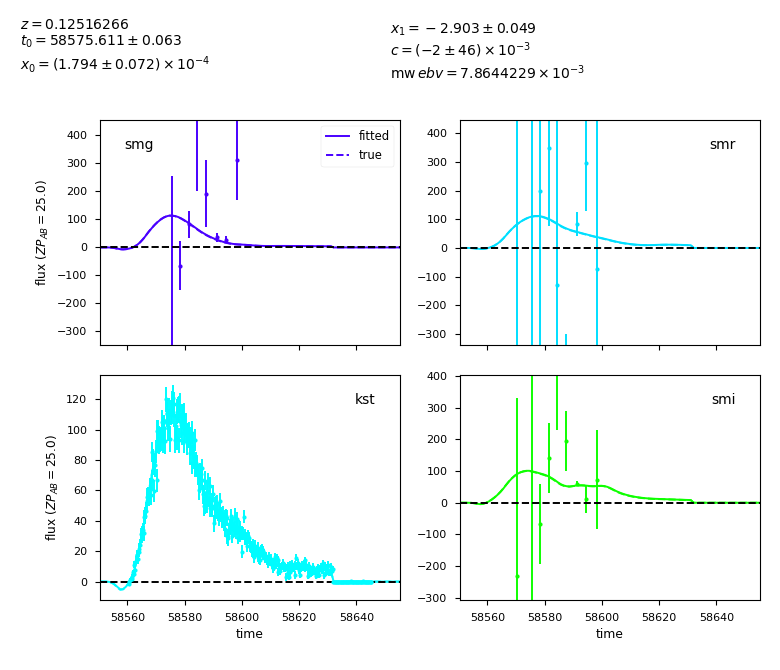 z = 0.12516266
t₀ = 58575.611 ± 0.063
x₀ = (1.794 ± 0.072) × 10⁻⁴
x₁ = −2.903 ± 0.049
c = (−2 ± 46) × 10⁻³
mw ebv = 7.8644229 × 10⁻³
smg
fitted
true
400
300
200
100
0
−100
−200
−300
flux (ZP_AB = 25.0)
smr
400
300
200
100
0
−100
−200
−300
kst
120
100
80
60
40
20
0
flux (ZP_AB = 25.0)
58560 58580 58600 58620 58640
time
smi
400
300
200
100
0
−100
−200
−300
58560 58580 58600 58620 58640
time